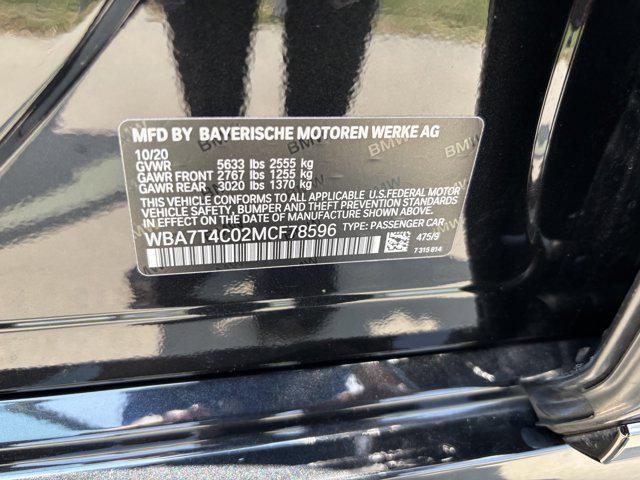 MFD BY BAYERISCHE MOTOREN WERKE AG
10/20
GVWR 5633 lbs 2555 kg
GAWR FRONT 2767 lbs 1255 kg
GAWR REAR 3020 lbs 1370 kg
THIS VEHICLE CONFORMS TO ALL APPLICABLE U.S.FEDERAL MOTOR
VEHICLE SAFETY, BUMPER AND THEFT PREVENTION STANDARDS
IN EFFECT ON THE DATE OF MANUFACTURE SHOWN ABOVE.
WBA7T4C02MCF78596 TYPE: PASSENGER CAR
475/9
7 315 814
BMW
BMW
BMW